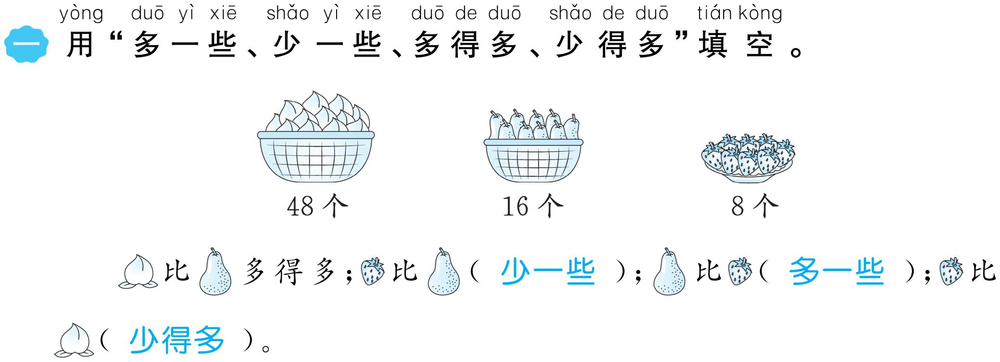 yòng duō yì xiē shǎo yì xiē duō de duō shǎo de duō tián kòng
一 用“多一些、少一些、多得多、少得多”填空。
48个 16个 8个
比 多得多; 比 ( 少一些 ); 比 ( 多一些 ); 比
( 少得多 )。